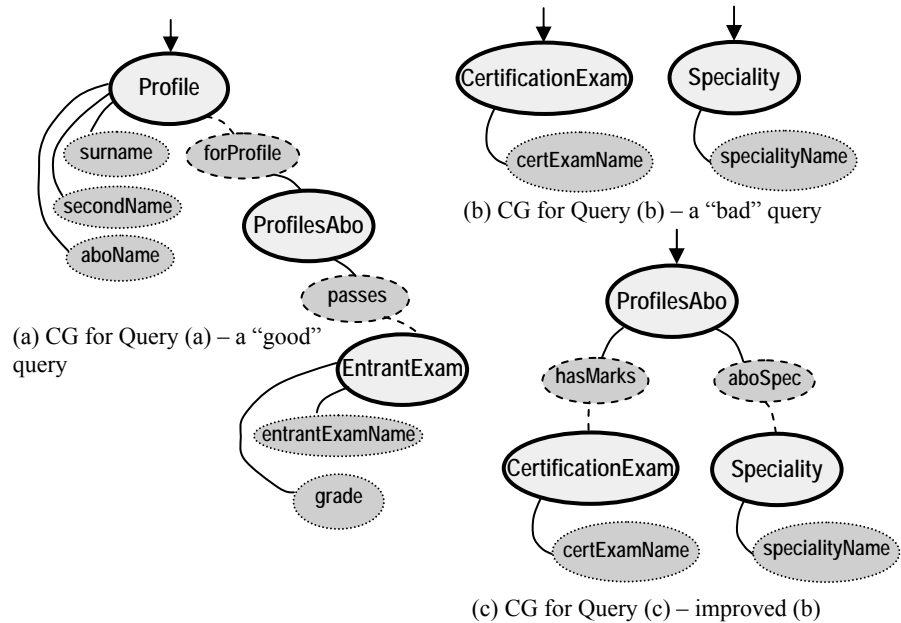 Profile
surname
forProfile
secondName
ProfilesAbo
aboName
passes
(a) CG for Query (a) – a “good”
query
EntrantExam
entrantExamName
grade
CertificationExam
Speciality
certExamName
specialityName
(b) CG for Query (b) – a “bad” query
ProfilesAbo
hasMarks
aboSpec
CertificationExam
Speciality
certExamName
specialityName
(c) CG for Query (c) – improved (b)